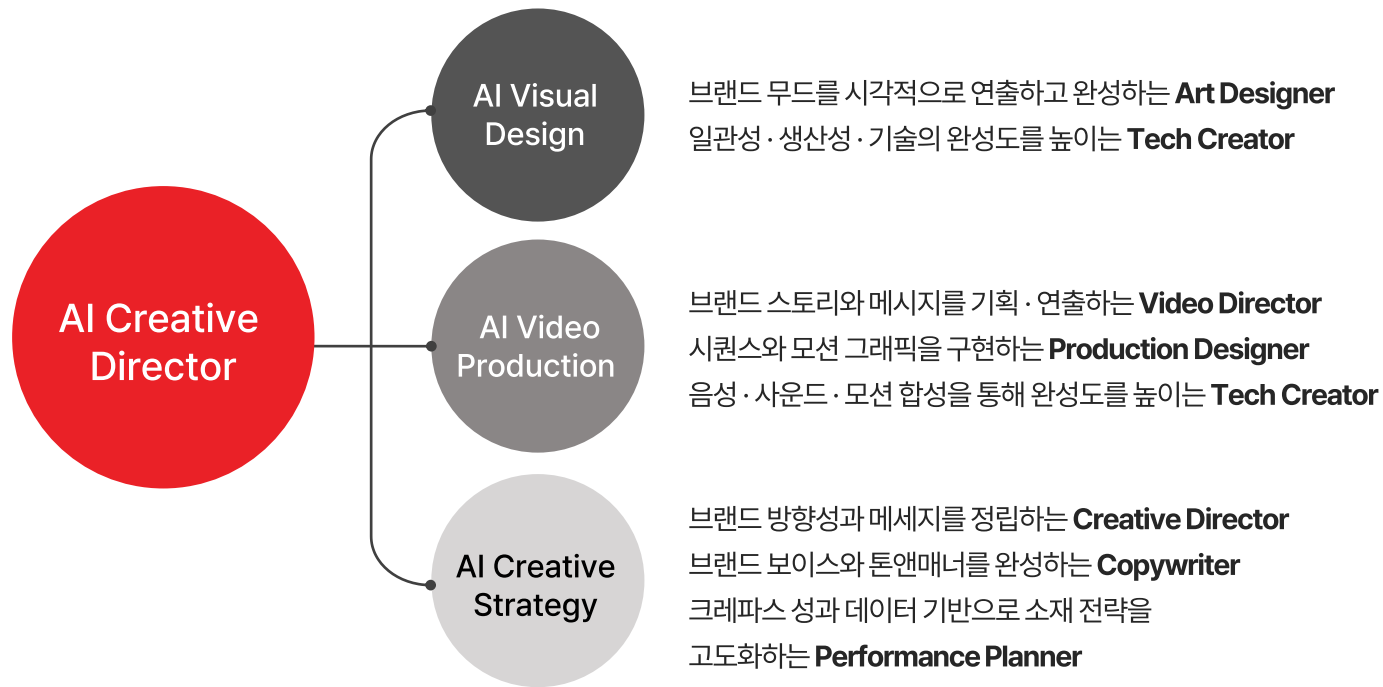 AI Creative
Director
AI Visual
Design
브랜드 무드를 시각적으로 연출하고 완성하는 Art Designer
일관성 · 생산성 · 기술의 완성도를 높이는 Tech Creator
AI Video
Production
브랜드 스토리와 메시지를 기획 · 연출하는 Video Director
시퀀스와 모션 그래픽을 구현하는 Production Designer
음성 · 사운드 · 모션 합성을 통해 완성도를 높이는 Tech Creator
AI Creative
Strategy
브랜드 방향성과 메세지를 정립하는 Creative Director
브랜드 보이스와 톤앤매너를 완성하는 Copywriter
크레파스 성과 데이터 기반으로 소재 전략을
고도화하는 Performance Planner